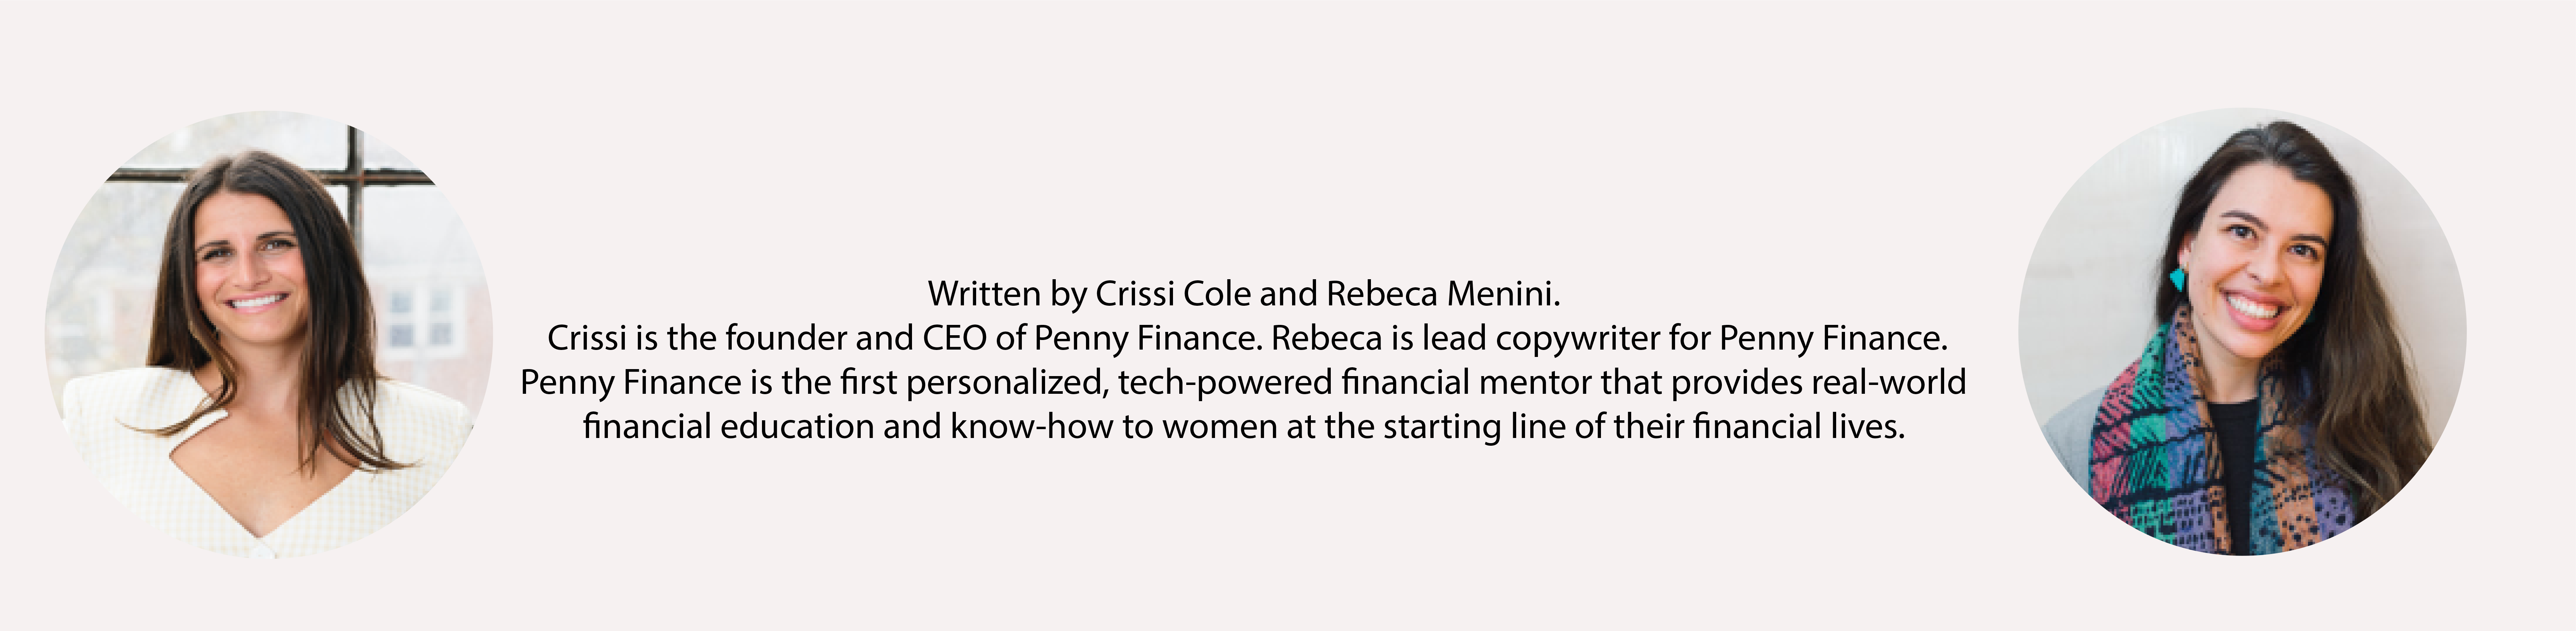 Written by Crissi Cole and Rebeca Menini.
Crissi is the founder and CEO of Penny Finance. Rebeca is lead copywriter for Penny Finance.
Penny Finance is the first personalized, tech-powered financial mentor that provides real-world
financial education and know-how to women at the starting line of their financial lives.